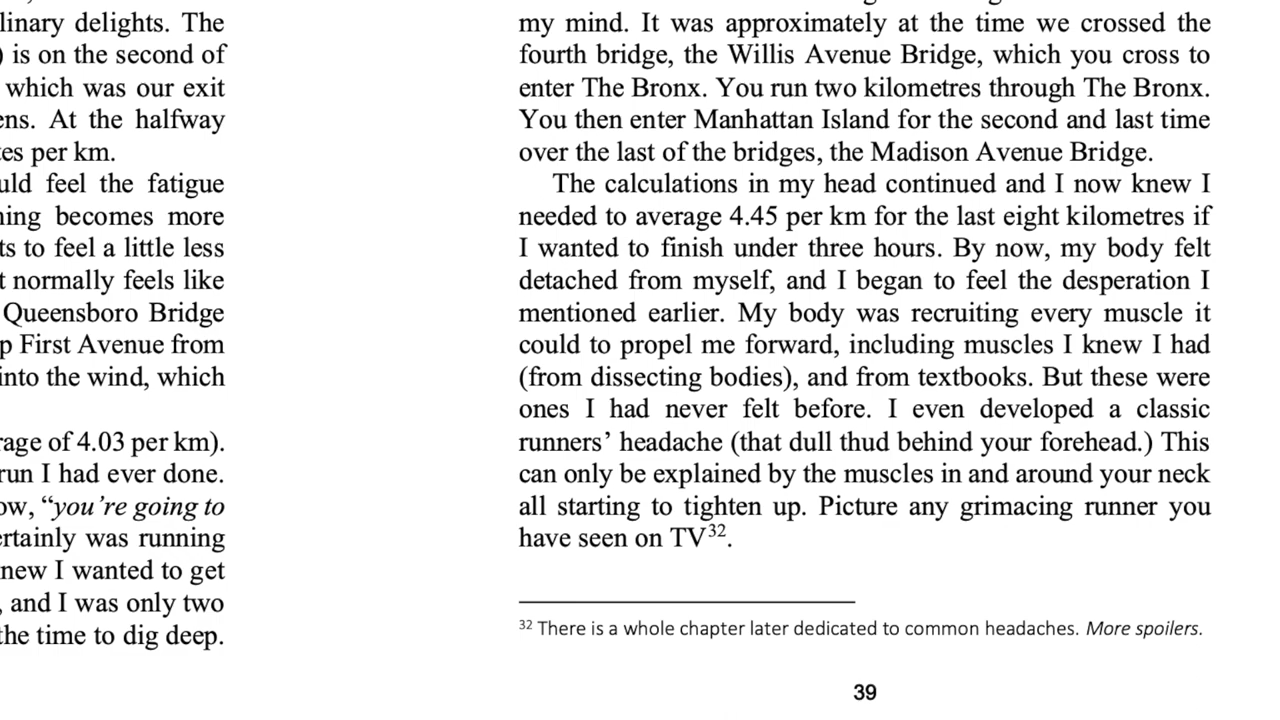 linary delights. The
) is on the second of
which was our exit
ens. At the halfway
es per km.
uld feel the fatigue
ning becomes more
ts to feel a little less
t normally feels like
Queensboro Bridge
p First Avenue from
into the wind, which
rage of 4.03 per km).
run I had ever done.
ow, “you’re going to
ertainly was running
new I wanted to get
, and I was only two
the time to dig deep.
my mind. It was approximately at the time we crossed the
fourth bridge, the Willis Avenue Bridge, which you cross to
enter The Bronx. You run two kilometres through The Bronx.
You then enter Manhattan Island for the second and last time
over the last of the bridges, the Madison Avenue Bridge.
The calculations in my head continued and I now knew I
needed to average 4.45 per km for the last eight kilometres if
I wanted to finish under three hours. By now, my body felt
detached from myself, and I began to feel the desperation I
mentioned earlier. My body was recruiting every muscle it
could to propel me forward, including muscles I knew I had
(from dissecting bodies), and from textbooks. But these were
ones I had never felt before. I even developed a classic
runners’ headache (that dull thud behind your forehead.) This
can only be explained by the muscles in and around your neck
all starting to tighten up. Picture any grimacing runner you
have seen on TV32.
32 There is a whole chapter later dedicated to common headaches. More spoilers.
39